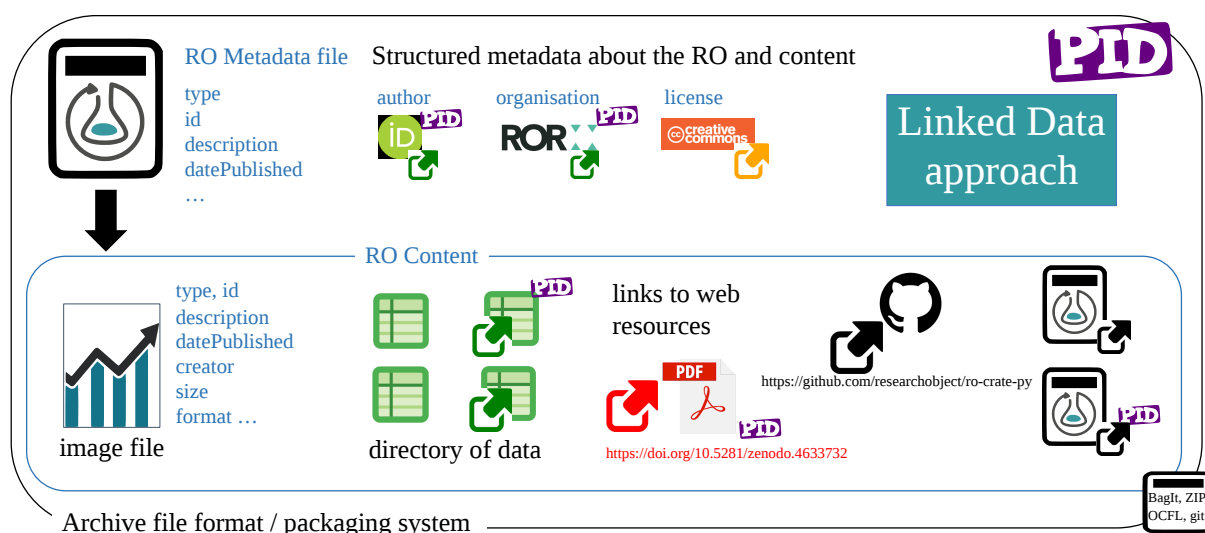 RO Metadata file
Structured metadata about the RO and content
PID
type
id
description
datePublished
…
author
iD
PID
organisation
ROR
PID
license
cc creative commons
Linked Data
approach
RO Content
type, id
description
datePublished
creator
size
format …
image file
PID
directory of data
links to web
resources
PDF
PID
https://doi.org/10.5281/zenodo.4633732
https://github.com/researchobject/ro-crate-py
PID
BagIt, ZIP
OCFL, git
Archive file format / packaging system